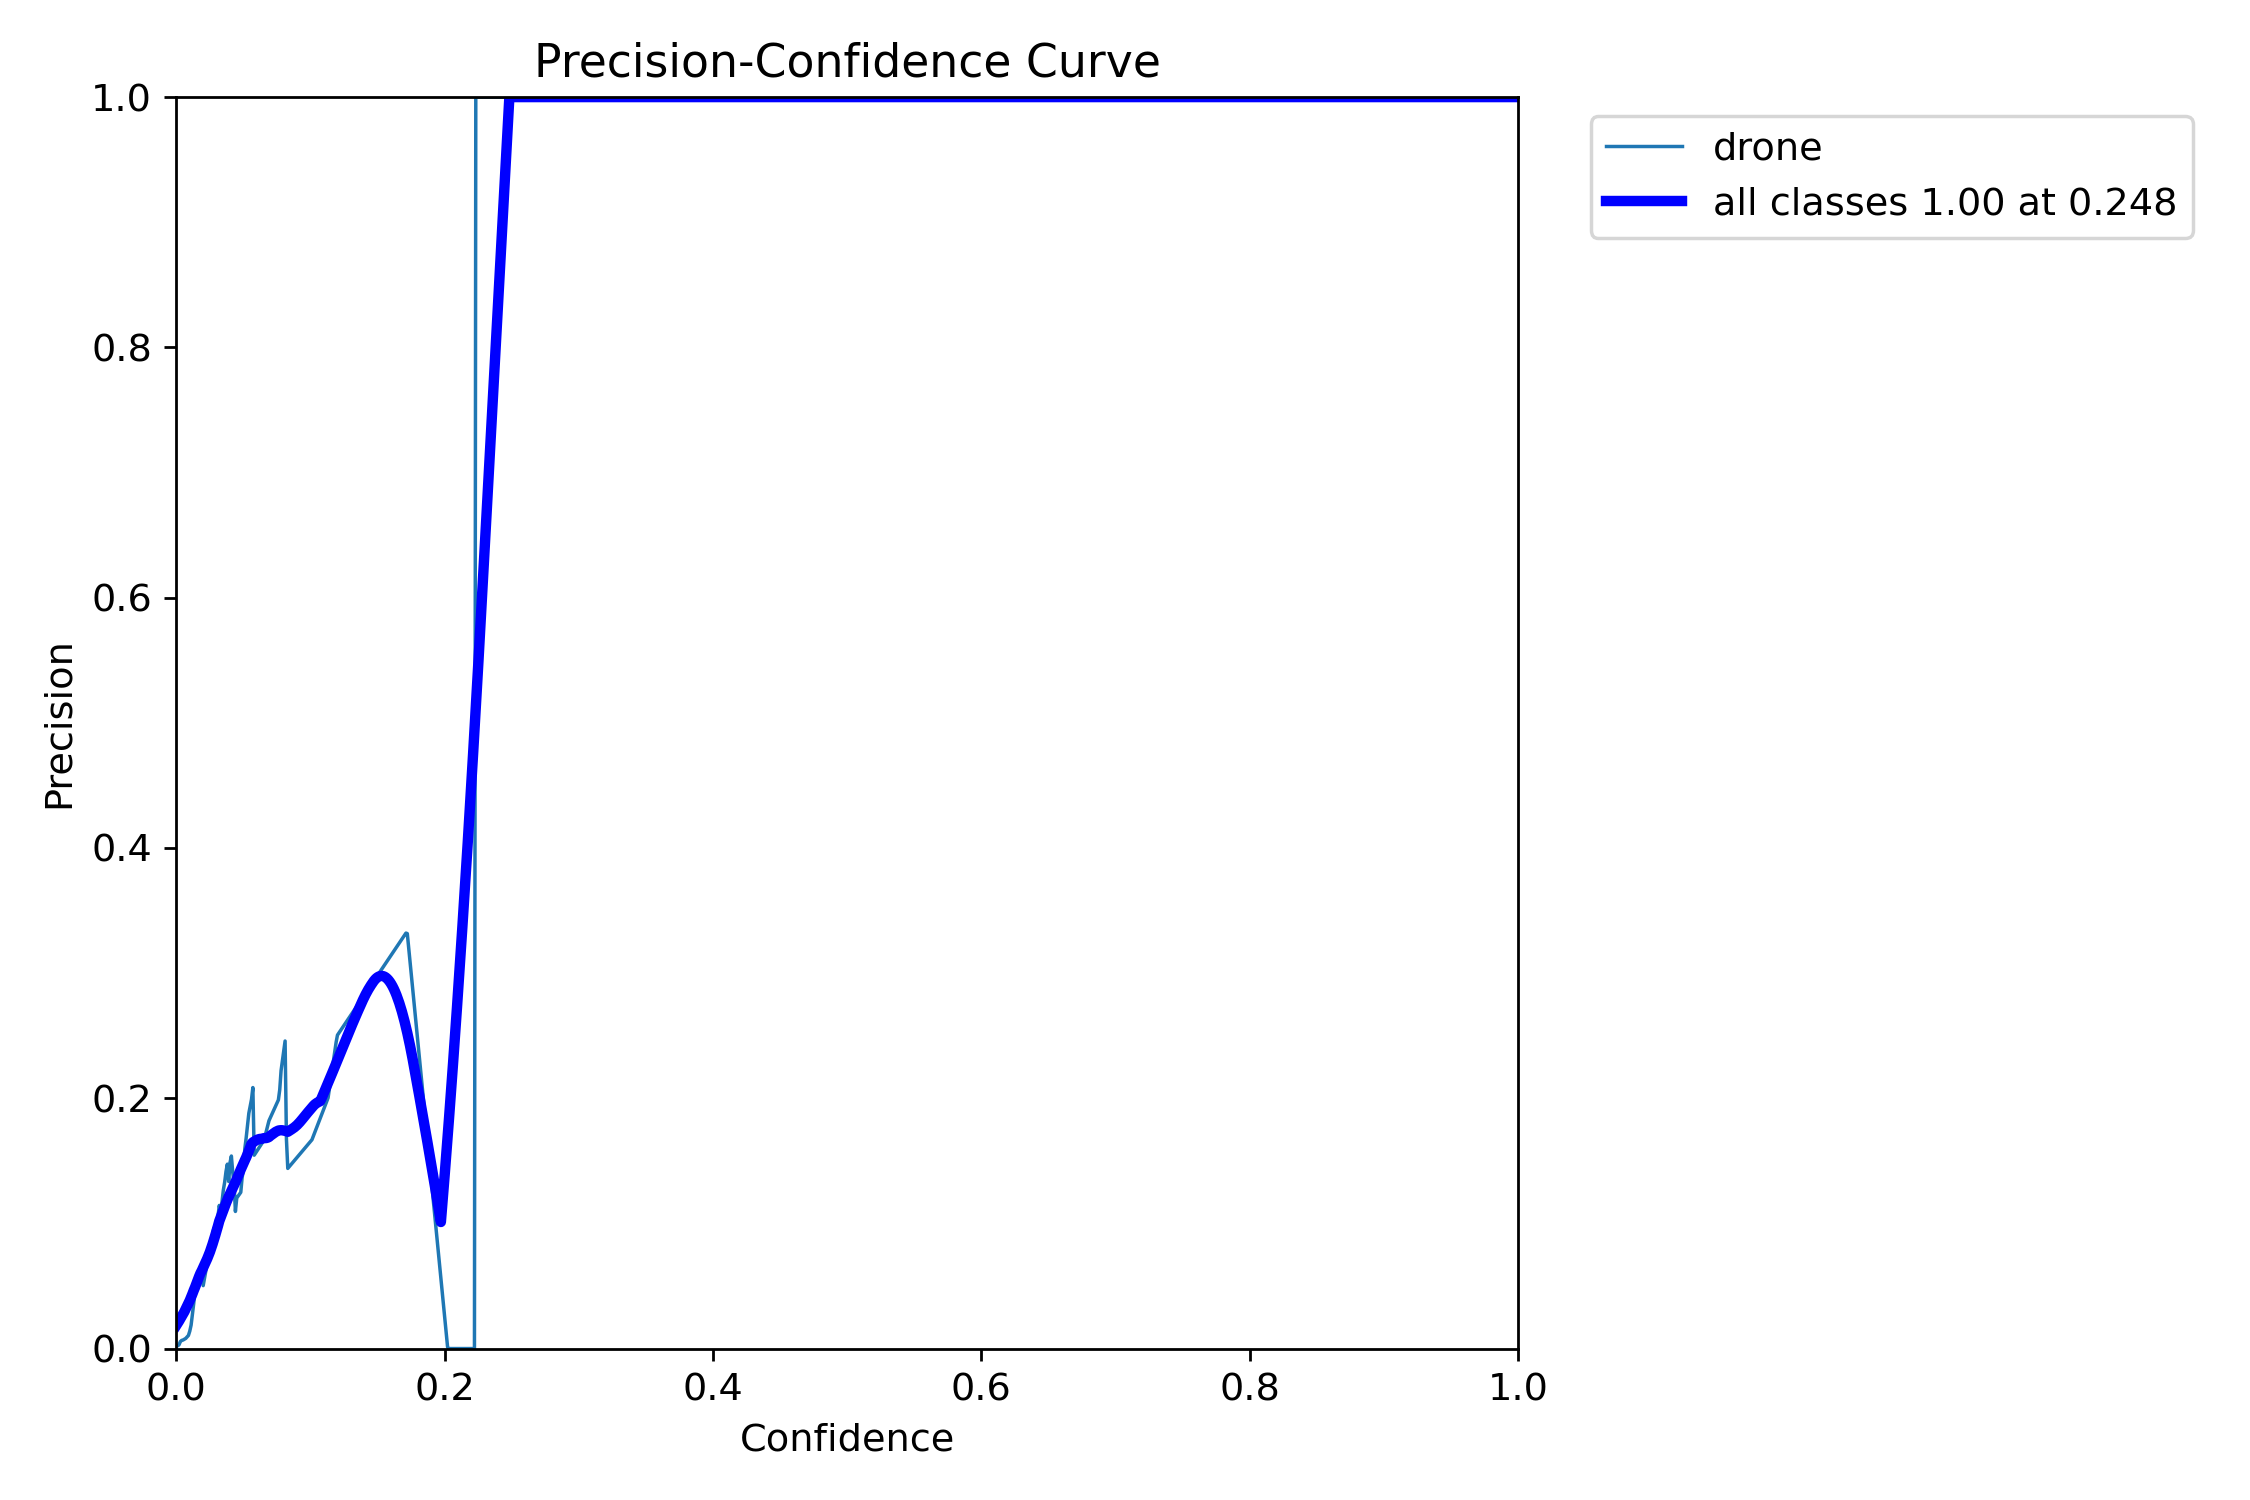 Precision-Confidence Curve
1.0
0.8
0.6
0.4
0.2
0.0
Precision
0.0 0.2 0.4 0.6 0.8 1.0
Confidence
drone
all classes 1.00 at 0.248